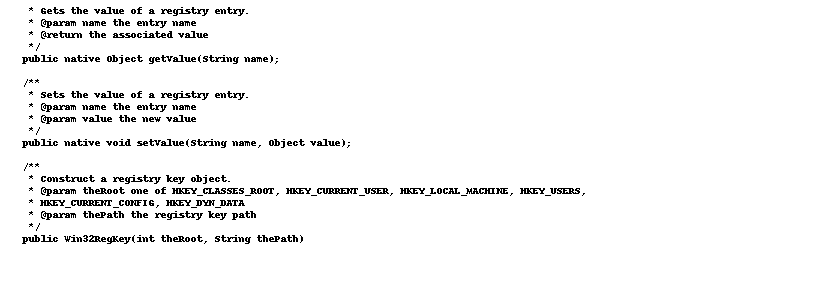 * Gets the value of a registry entry.
* @param name the entry name
* @return the associated value
*/
public native Object getValue(String name);
/**
* Sets the value of a registry entry.
* @param name the entry name
* @param value the new value
*/
public native void setValue(String name, Object value);
/**
* Construct a registry key object.
* @param theRoot one of HKEY_CLASSES_ROOT, HKEY_CURRENT_USER, HKEY_LOCAL_MACHINE, HKEY_USERS,
* HKEY_CURRENT_CONFIG, HKEY_DYN_DATA
* @param thePath the registry key path
*/
public Win32RegKey(int theRoot, String thePath)